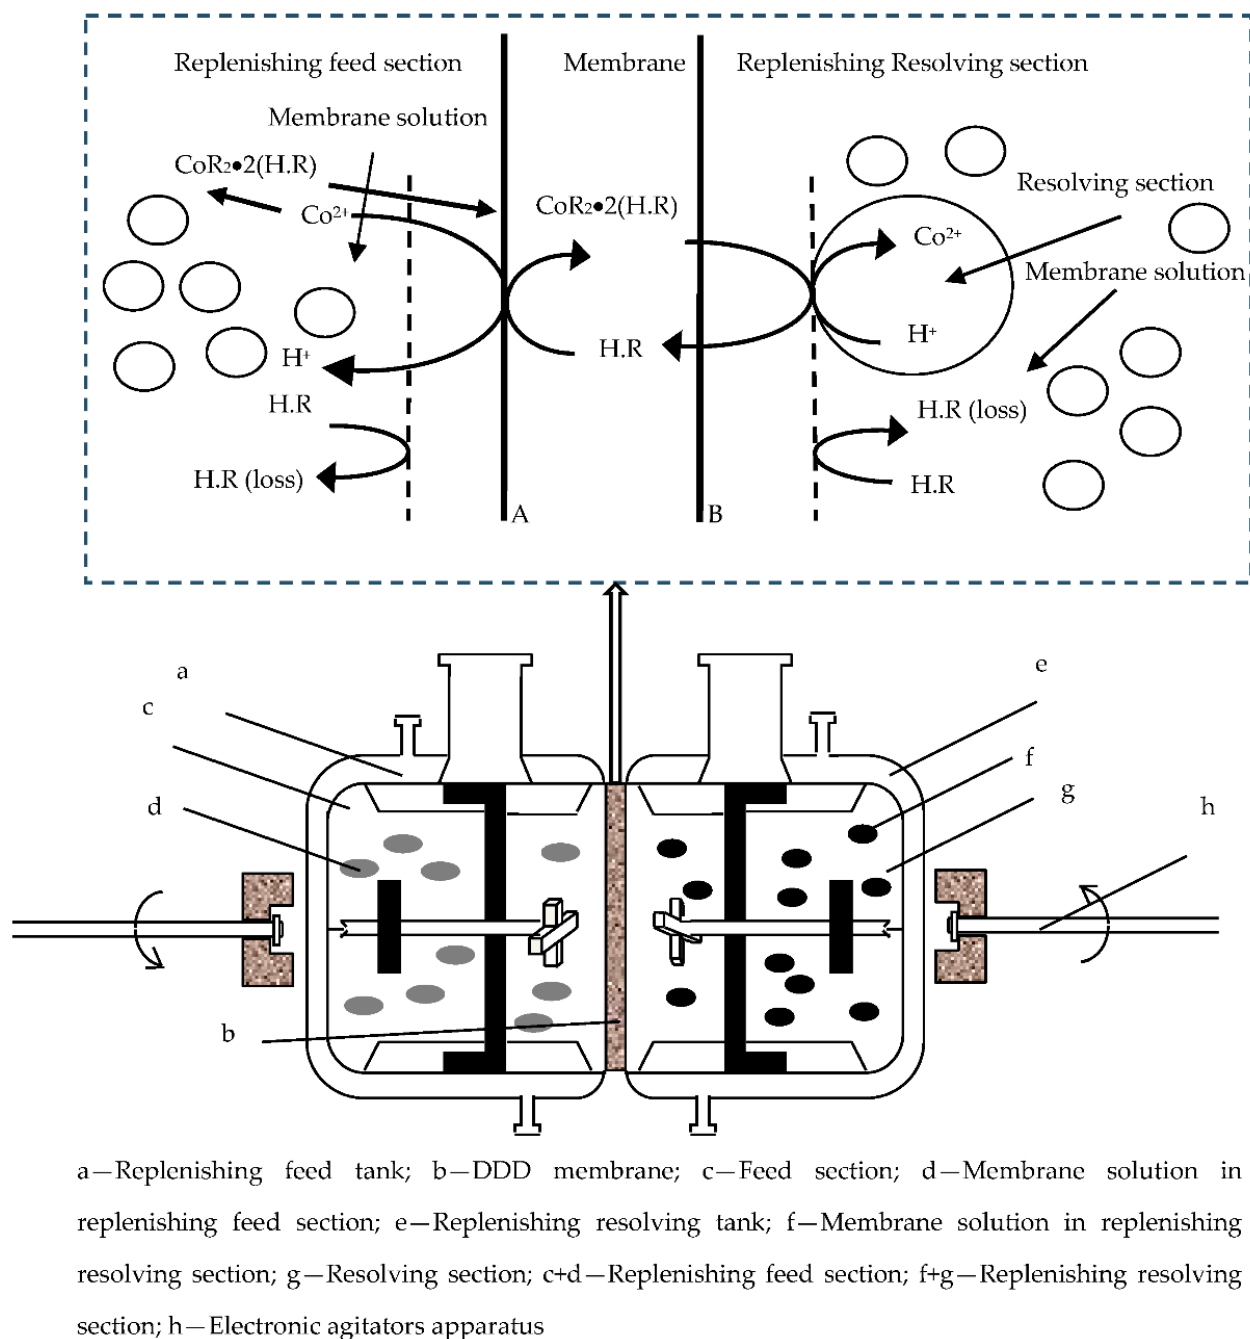 Replenishing feed section
Membrane
Replenishing Resolving section
Membrane solution
CoR₂•2(H.R)
Co²⁺
H⁺
H.R
H.R (loss)
A
CoR₂•2(H.R)
H.R
B
Resolving section
Co²⁺
Membrane solution
H⁺
H.R (loss)
H.R
a
c
d
b
e
f
g
h
a—Replenishing feed tank; b—DDD membrane; c—Feed section; d—Membrane solution in
replenishing feed section; e—Replenishing resolving tank; f—Membrane solution in replenishing
resolving section; g—Resolving section; c+d—Replenishing feed section; f+g—Replenishing resolving
section; h—Electronic agitators apparatus